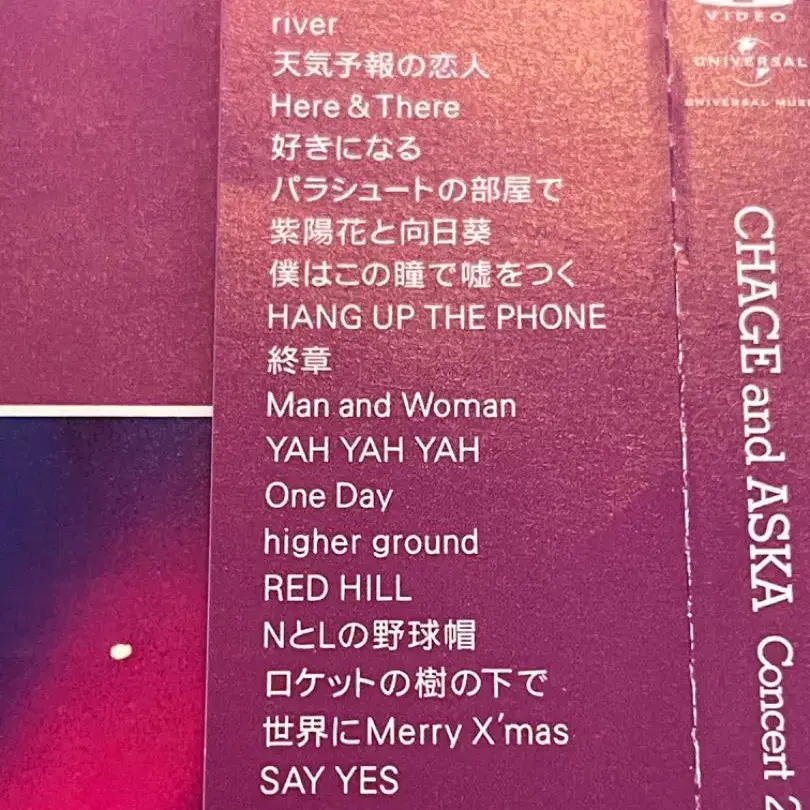 river
天気予報の恋人
Here & There
好きになる
パラシュートの部屋で
紫陽花と向日葵
僕はこの瞳で嘘をつく
HANG UP THE PHONE
終章
Man and Woman
YAH YAH YAH
One Day
higher ground
RED HILL
NとLの野球帽
ロケットの樹の下で
世界にMerry X'mas
SAY YES
VIDEO
UNIVERSAL
UNIVERSAL MUSI
CHAGE and ASKA Concert 2